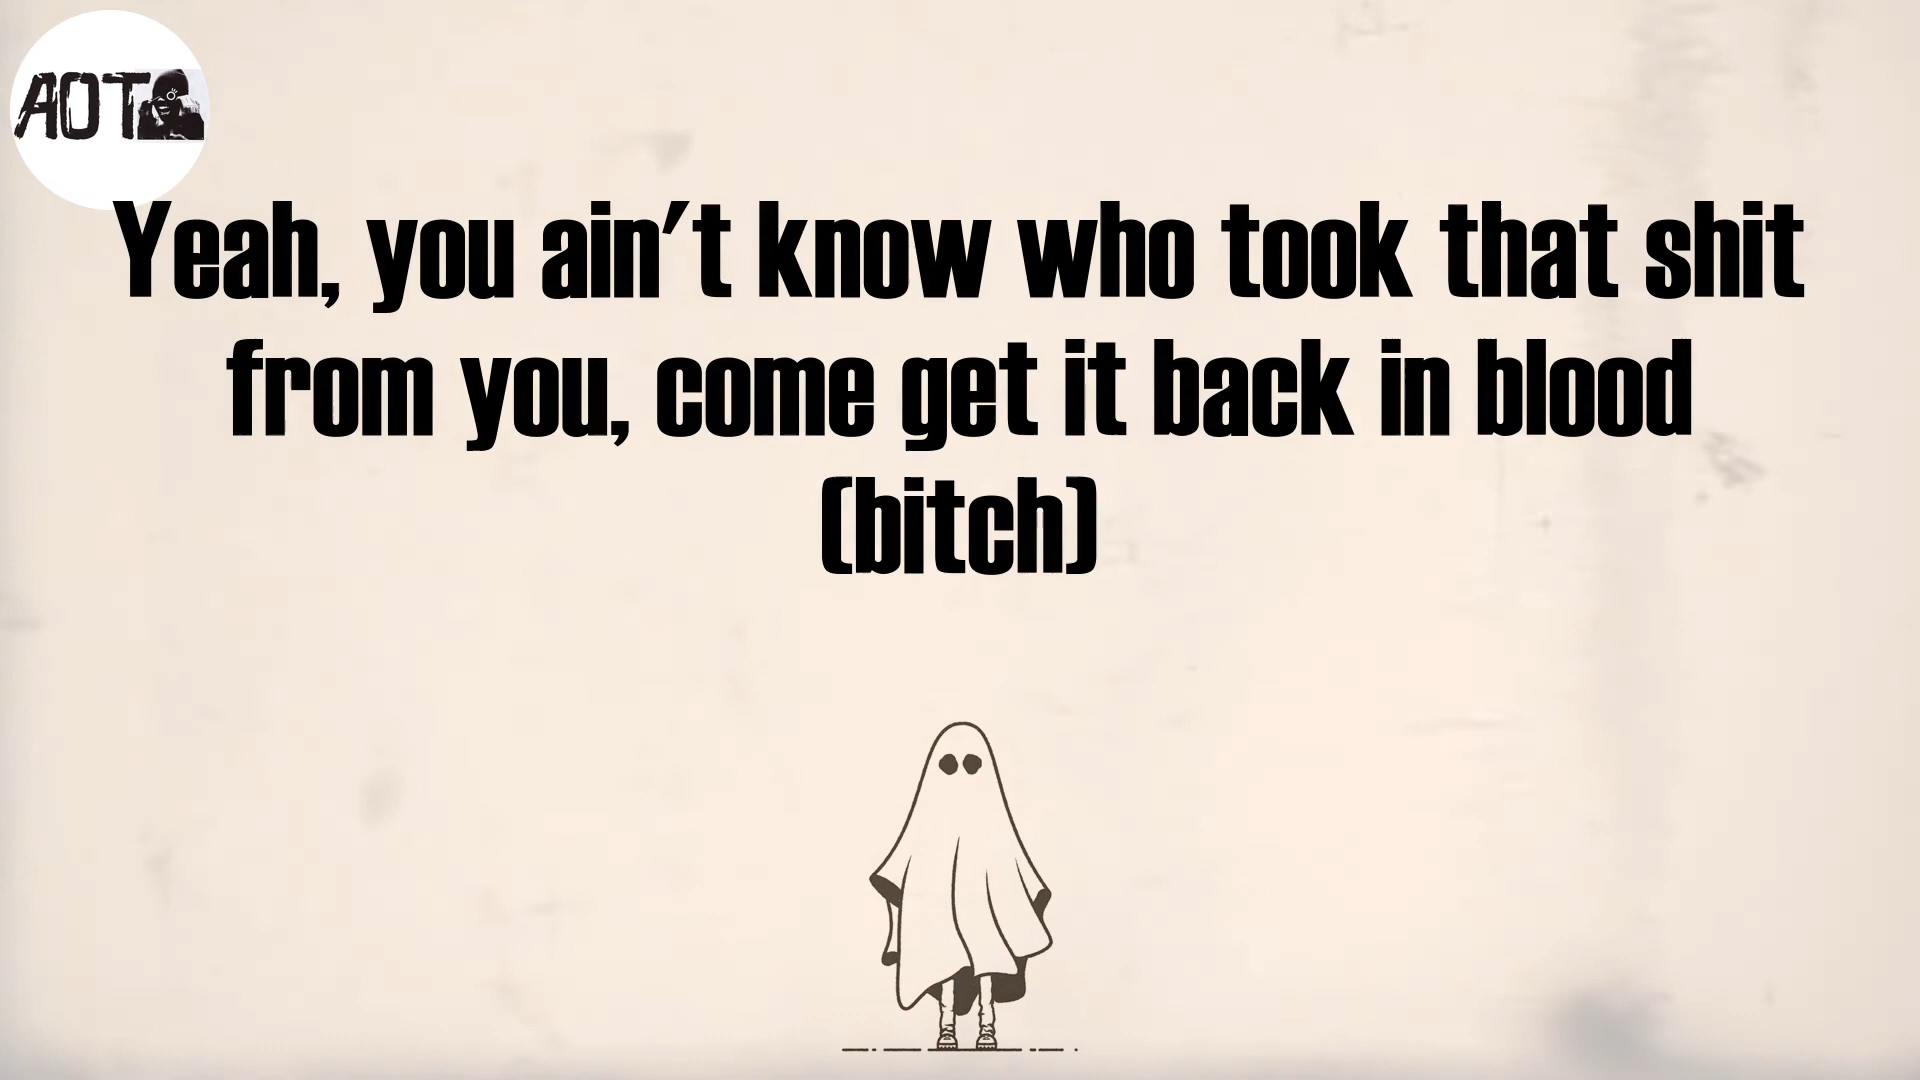 AOT
Yeah, you ain't know who took that shit
from you, come get it back in blood
(bitch)